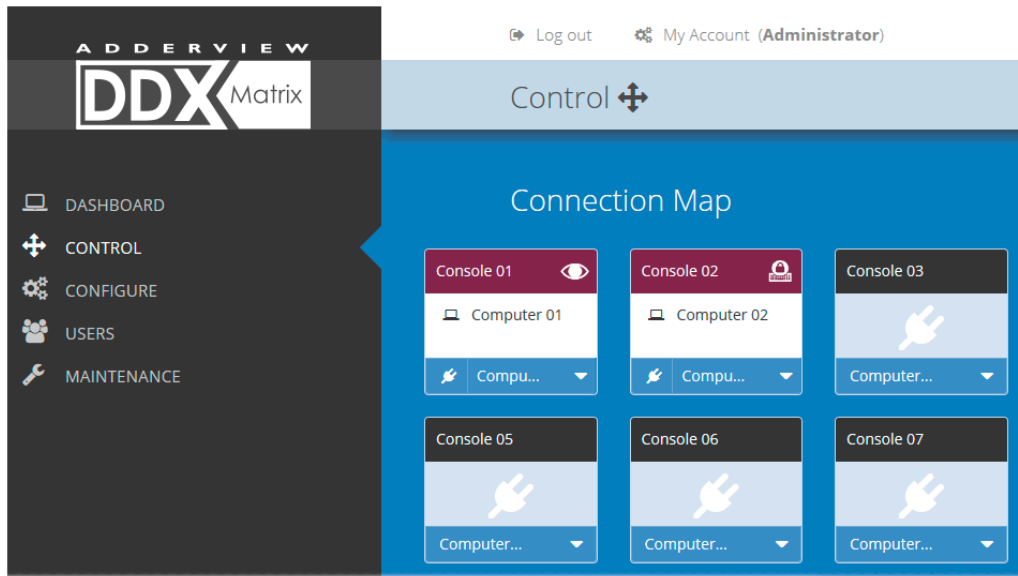 ADDERVIEW
DDX Matrix
Log out
My Account (Administrator)
Control
DASHBOARD
CONTROL
CONFIGURE
USERS
MAINTENANCE
Connection Map
Console 01
Console 02
Console 03
Computer 01
Computer 02
Compu...
Compu...
Computer...
Console 05
Console 06
Console 07
Computer...
Computer...
Computer...